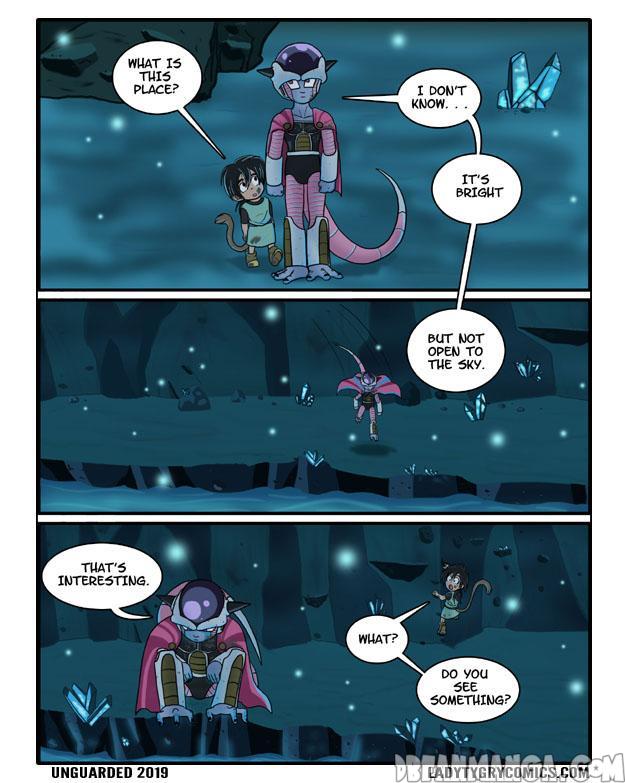 WHAT IS
THIS
PLACE?
I DON'T
KNOW. . .
IT'S
BRIGHT
BUT NOT
OPEN TO
THE SKY.
THAT'S
INTERESTING.
WHAT?
DO YOU
SEE
SOMETHING?
UNGUARDED 2019
LADYTYGRYCOMICS.COM
DBFANMANGA.COM